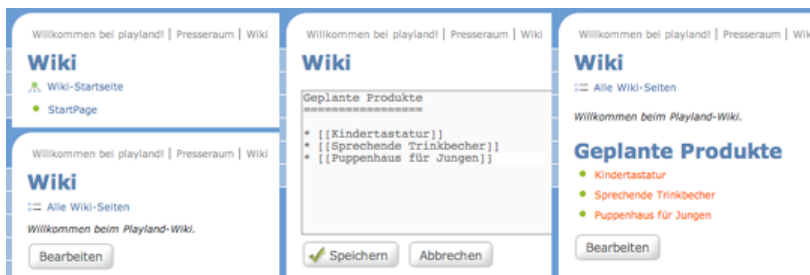 Willkommen bei playland! | Presseraum | Wiki
Wiki
Wiki-Startseite
StartPage
Willkommen bei playland! | Presseraum | Wiki
Wiki
Alle Wiki-Seiten
Willkommen beim Playland-Wiki.
Bearbeiten
Willkommen bei playland! | Presseraum | Wiki
Wiki
Geplante Produkte
=================
* [[Kindertastatur]]
* [[Sprechende Trinkbecher]]
* [[Puppenhaus für Jungen]]
Speichern Abbrechen
Willkommen bei playland! | Presseraum | Wik
Wiki
Alle Wiki-Seiten
Willkommen beim Playland-Wiki.
Geplante Produkte
Kindertastatur
Sprechende Trinkbecher
Puppenhaus für Jungen
Bearbeiten